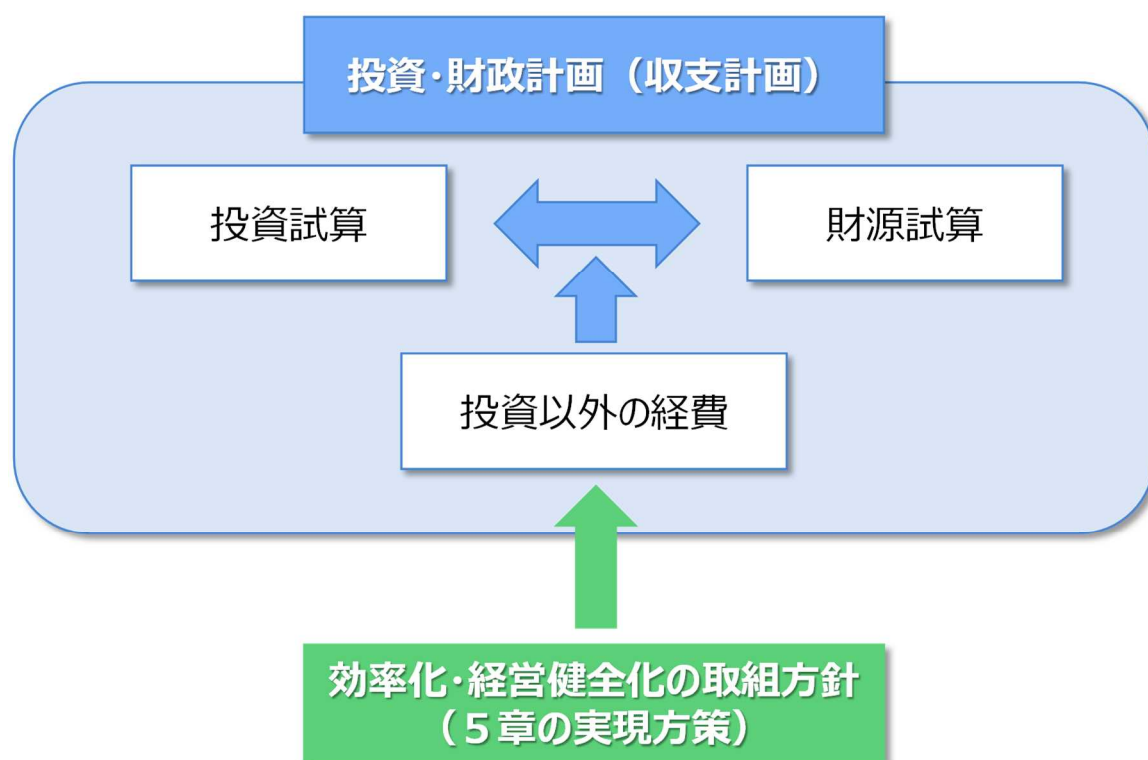 投資･財政計画（収支計画）
投資試算
財源試算
投資以外の経費
効率化･経営健全化の取組方針
（５章の実現方策）